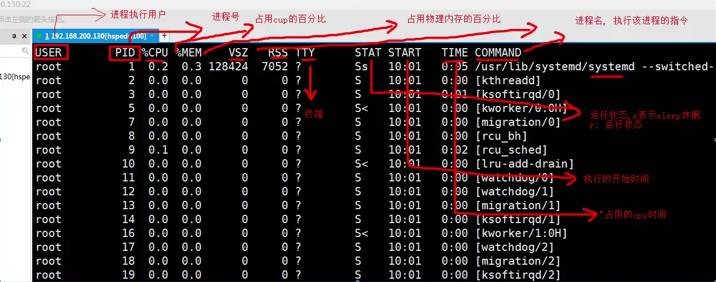 0.130,22
进程执行用户
进程号
占用cup的百分比
占用物理内存的百分比
进程名, 执行该进程的指令
1 192.168.200.130[hsped 100]
130[hsped
USER PID %CPU %MEM VSZ RSS TTY STAT START TIME COMMAND
root 1 0.2 0.3 128424 7052 ? Ss 10:01 0:05 /usr/lib/systemd/systemd --switched-
root 2 0.0 0.0 0 0 ? S 10:01 0:00 [kthreadd]
root 3 0.0 0.0 0 0 ? S 10:01 0:01 [ksoftirqd/0]
root 5 0.0 0.0 0 0 ? S< 10:01 0:00 [kworker/0:0H]
root 7 0.0 0.0 0 0 ? S 10:01 0:00 [migration/0]
root 8 0.0 0.0 0 0 ? S 10:01 0:00 [rcu_bh]
root 9 0.1 0.0 0 0 ? S 10:01 0:02 [rcu_sched]
root 10 0.0 0.0 0 0 ? S< 10:01 0:00 [lru-add-drain]
root 11 0.0 0.0 0 0 ? S 10:01 0:00 [watchdog/0]
root 12 0.0 0.0 0 0 ? S 10:01 0:00 [watchdog/1]
root 13 0.0 0.0 0 0 ? S 10:01 0:00 [migration/1]
root 14 0.0 0.0 0 0 ? S 10:01 0:00 [ksoftirqd/1]
root 16 0.0 0.0 0 0 ? S< 10:01 0:00 [kworker/1:0H]
root 17 0.0 0.0 0 0 ? S 10:01 0:00 [watchdog/2]
root 18 0.0 0.0 0 0 ? S 10:01 0:00 [migration/2]
root 19 0.0 0.0 0 0 ? S 10:01 0:00 [ksoftirqd/2]
终端
运行状态,s表示sleep休眠
r: 运行状态
执行的开始时间
占用的cpu时间